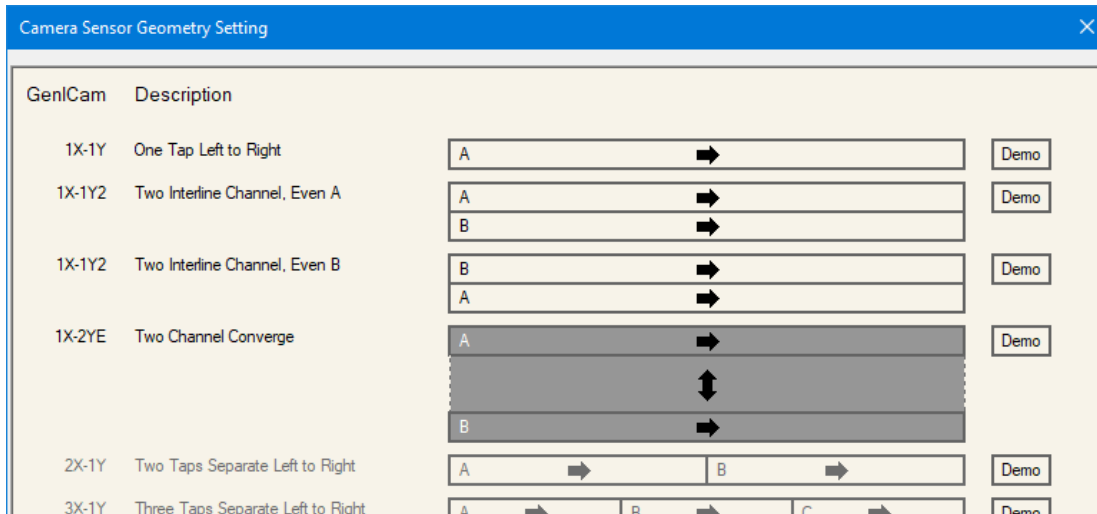 Camera Sensor Geometry Setting
GenICam Description
1X-1Y One Tap Left to Right A Demo
1X-1Y2 Two Interline Channel, Even A A Demo
B
1X-1Y2 Two Interline Channel, Even B B Demo
A
1X-2YE Two Channel Converge A Demo
B
2X-1Y Two Taps Separate Left to Right A B Demo
3X-1Y Three Taps Separate Left to Right A B C Demo